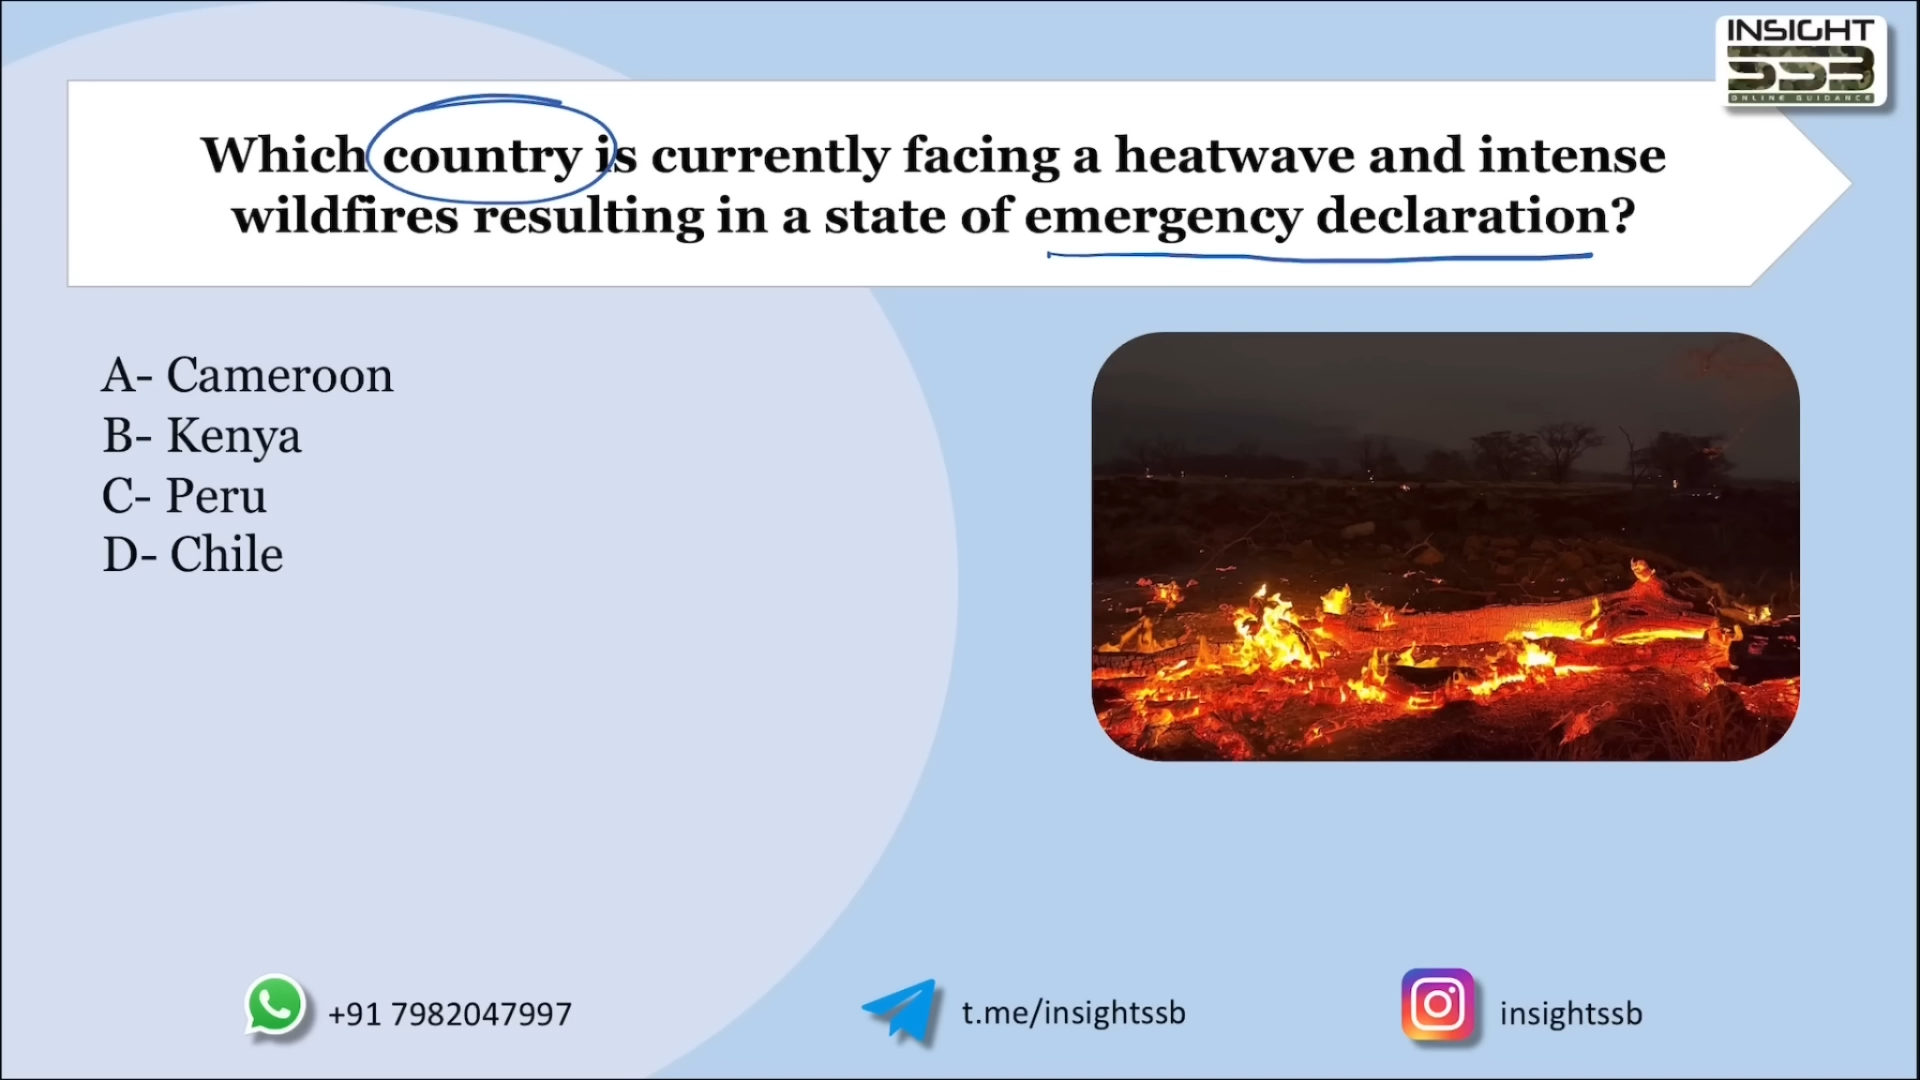 INSIGHT
SSB
ONLINE GUIDANCE
Which country is currently facing a heatwave and intense
wildfires resulting in a state of emergency declaration?
A- Cameroon
B- Kenya
C- Peru
D- Chile
+91 7982047997
t.me/insightssb
insightssb